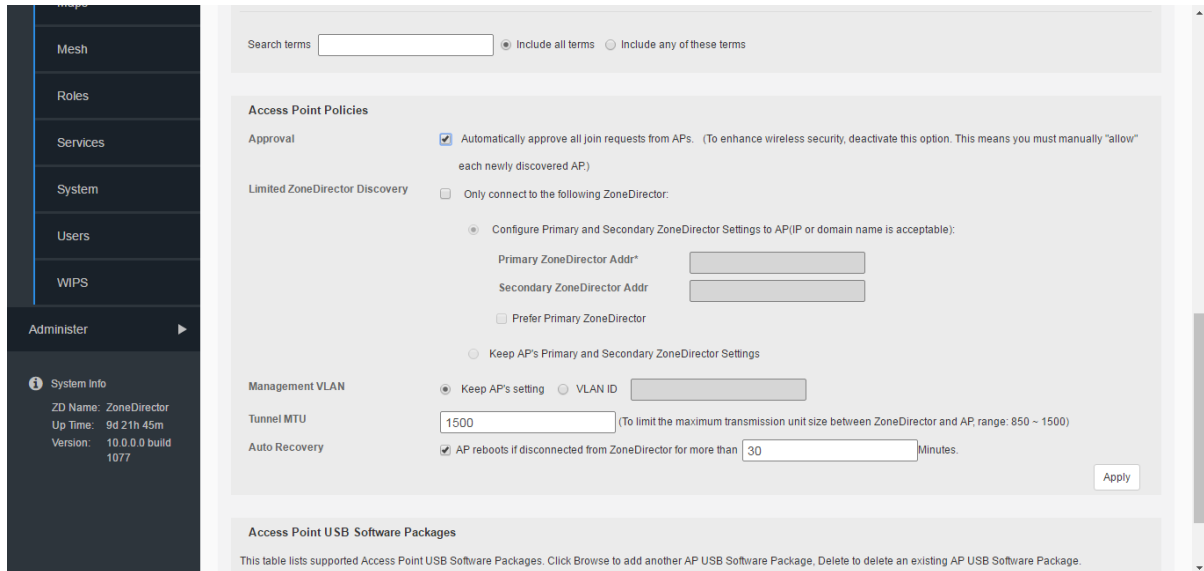 Mesh
Roles
Services
System
Users
WIPS
Administer
System Info
ZD Name: ZoneDirector
Up Time: 9d 21h 45m
Version: 10.0.0.0 build
1077
Search terms Include all terms Include any of these terms
Access Point Policies
Approval Automatically approve all join requests from APs. (To enhance wireless security, deactivate this option. This means you must manually "allow"
each newly discovered AP.)
Limited ZoneDirector Discovery Only connect to the following ZoneDirector:
Configure Primary and Secondary ZoneDirector Settings to AP(IP or domain name is acceptable):
Primary ZoneDirector Addr*
Secondary ZoneDirector Addr
Prefer Primary ZoneDirector
Keep AP's Primary and Secondary ZoneDirector Settings
Management VLAN Keep AP's setting VLAN ID
Tunnel MTU 1500 (To limit the maximum transmission unit size between ZoneDirector and AP, range: 850 ~ 1500)
Auto Recovery AP reboots if disconnected from ZoneDirector for more than 30 Minutes.
Apply
Access Point USB Software Packages
This table lists supported Access Point USB Software Packages. Click Browse to add another AP USB Software Package, Delete to delete an existing AP USB Software Package.